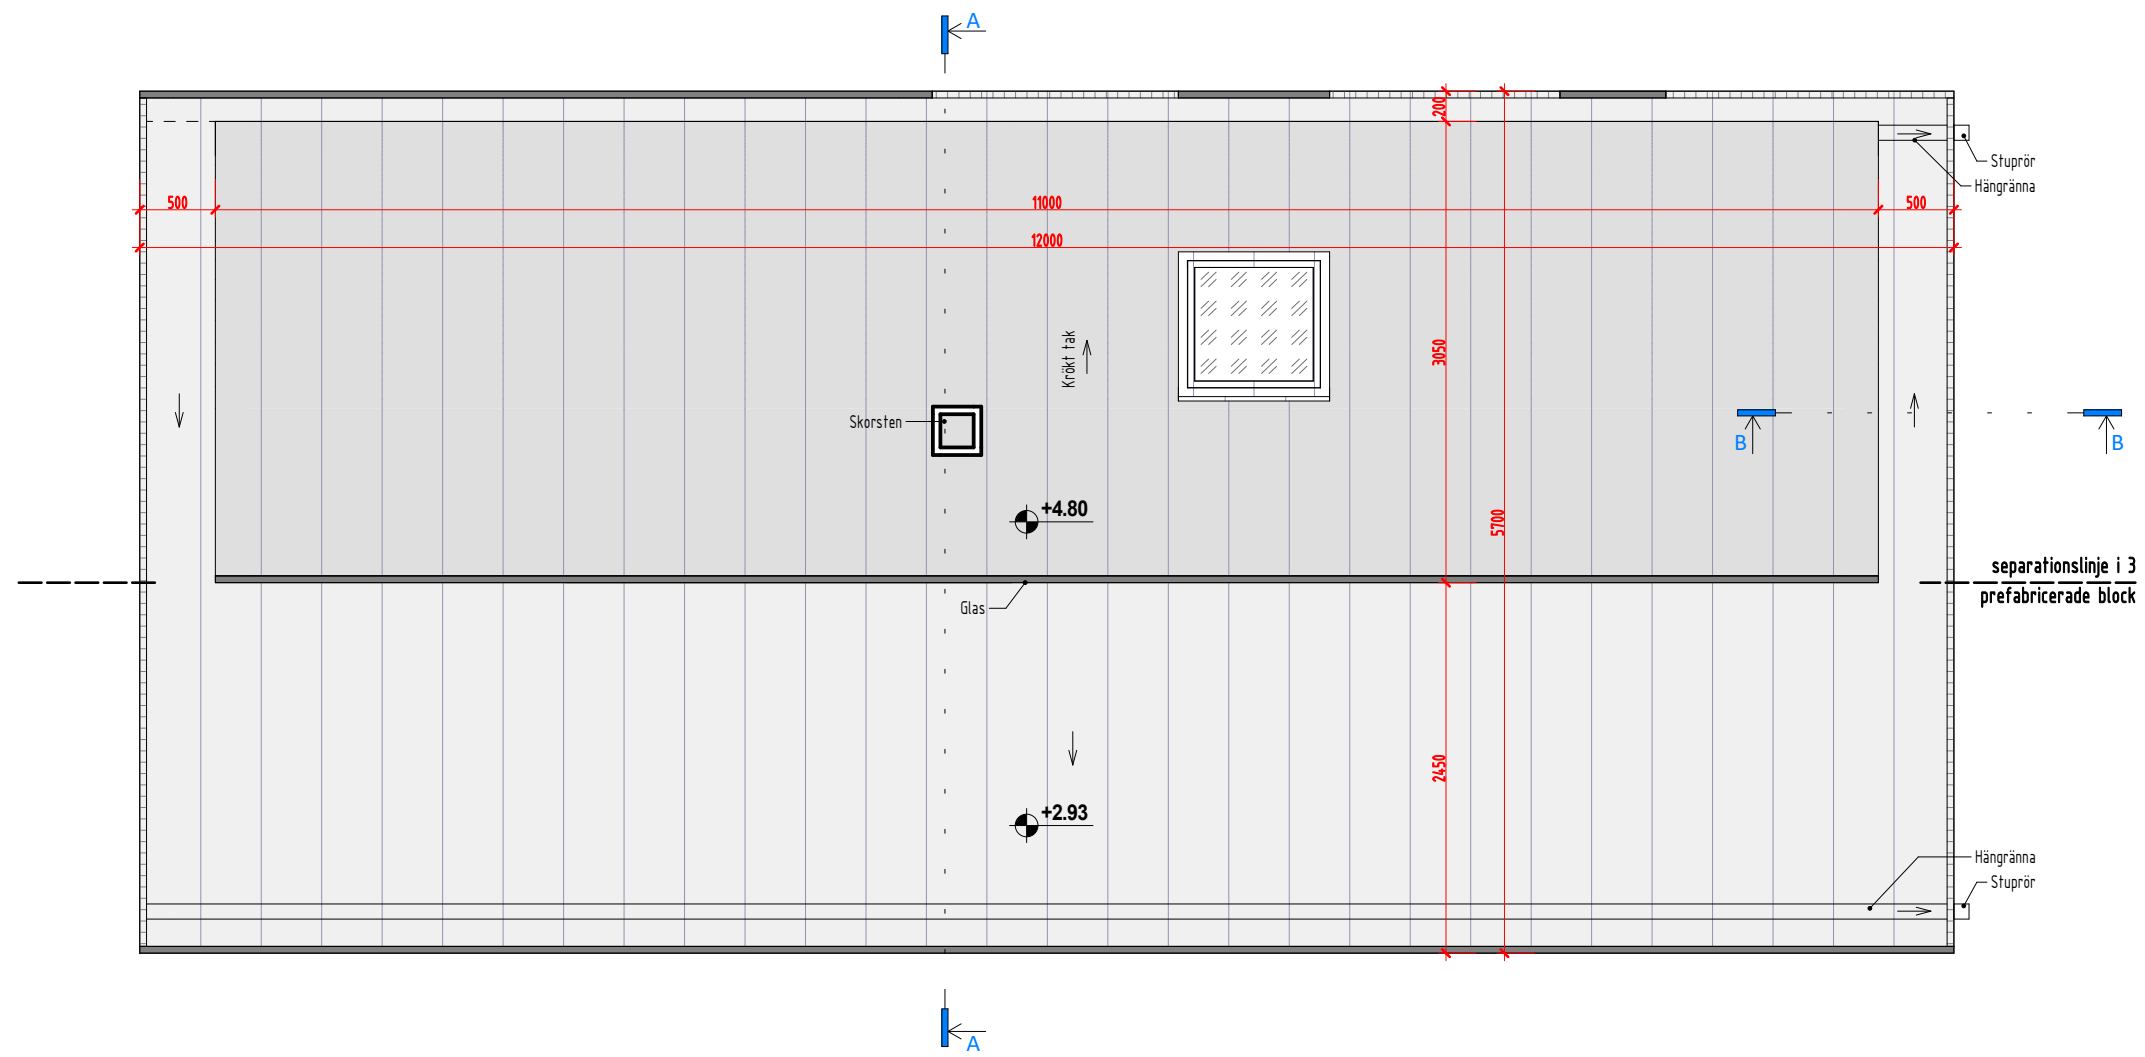 A
200
Stuprör
Hängränna
500
11000
500
12000
Krökt tak
3050
Skorsten
B
B
+4.80
5700
separationslinje i 3
prefabricerade block
Glas
2450
+2.93
Hängränna
Stuprör
A